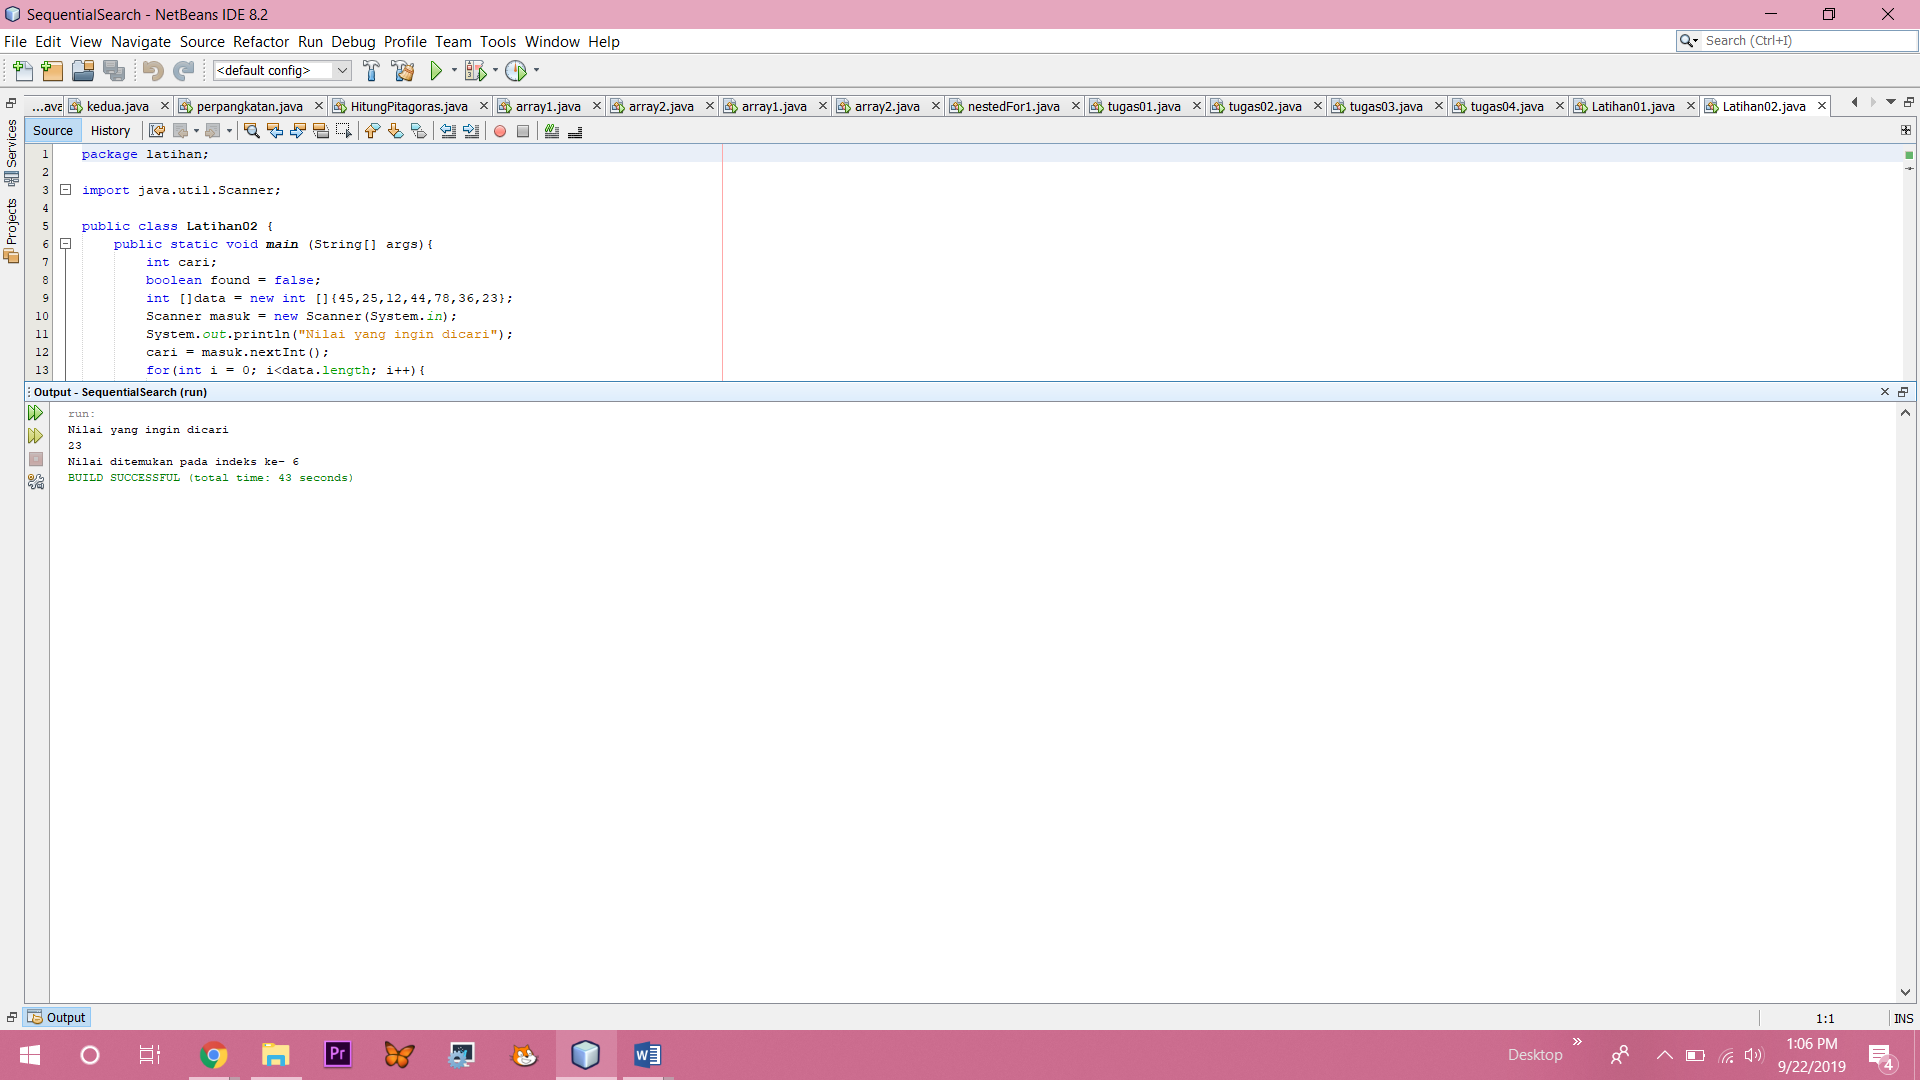 SequentialSearch - NetBeans IDE 8.2
File Edit View Navigate Source Refactor Run Debug Profile Team Tools Window Help
Search (Ctrl+I)
<default config>
...ava kedua.java perpangkatan.java HitungPitagoras.java array1.java array2.java array1.java array2.java nestedFor1.java tugas01.java tugas02.java tugas03.java tugas04.java Latihan01.java Latihan02.java
Source History
Services
Projects
1 package latihan;
2
3 import java.util.Scanner;
4
5 public class Latihan02 {
6 public static void main (String[] args){
7 int cari;
8 boolean found = false;
9 int []data = new int []{45,25,12,44,78,36,23};
10 Scanner masuk = new Scanner(System.in);
11 System.out.println("Nilai yang ingin dicari");
12 cari = masuk.nextInt();
13 for(int i = 0; i<data.length; i++){
Output - SequentialSearch (run)
run:
Nilai yang ingin dicari
23
Nilai ditemukan pada indeks ke- 6
BUILD SUCCESSFUL (total time: 43 seconds)
Output
1:1 INS
Pr
W
Desktop
1:06 PM
9/22/2019
4